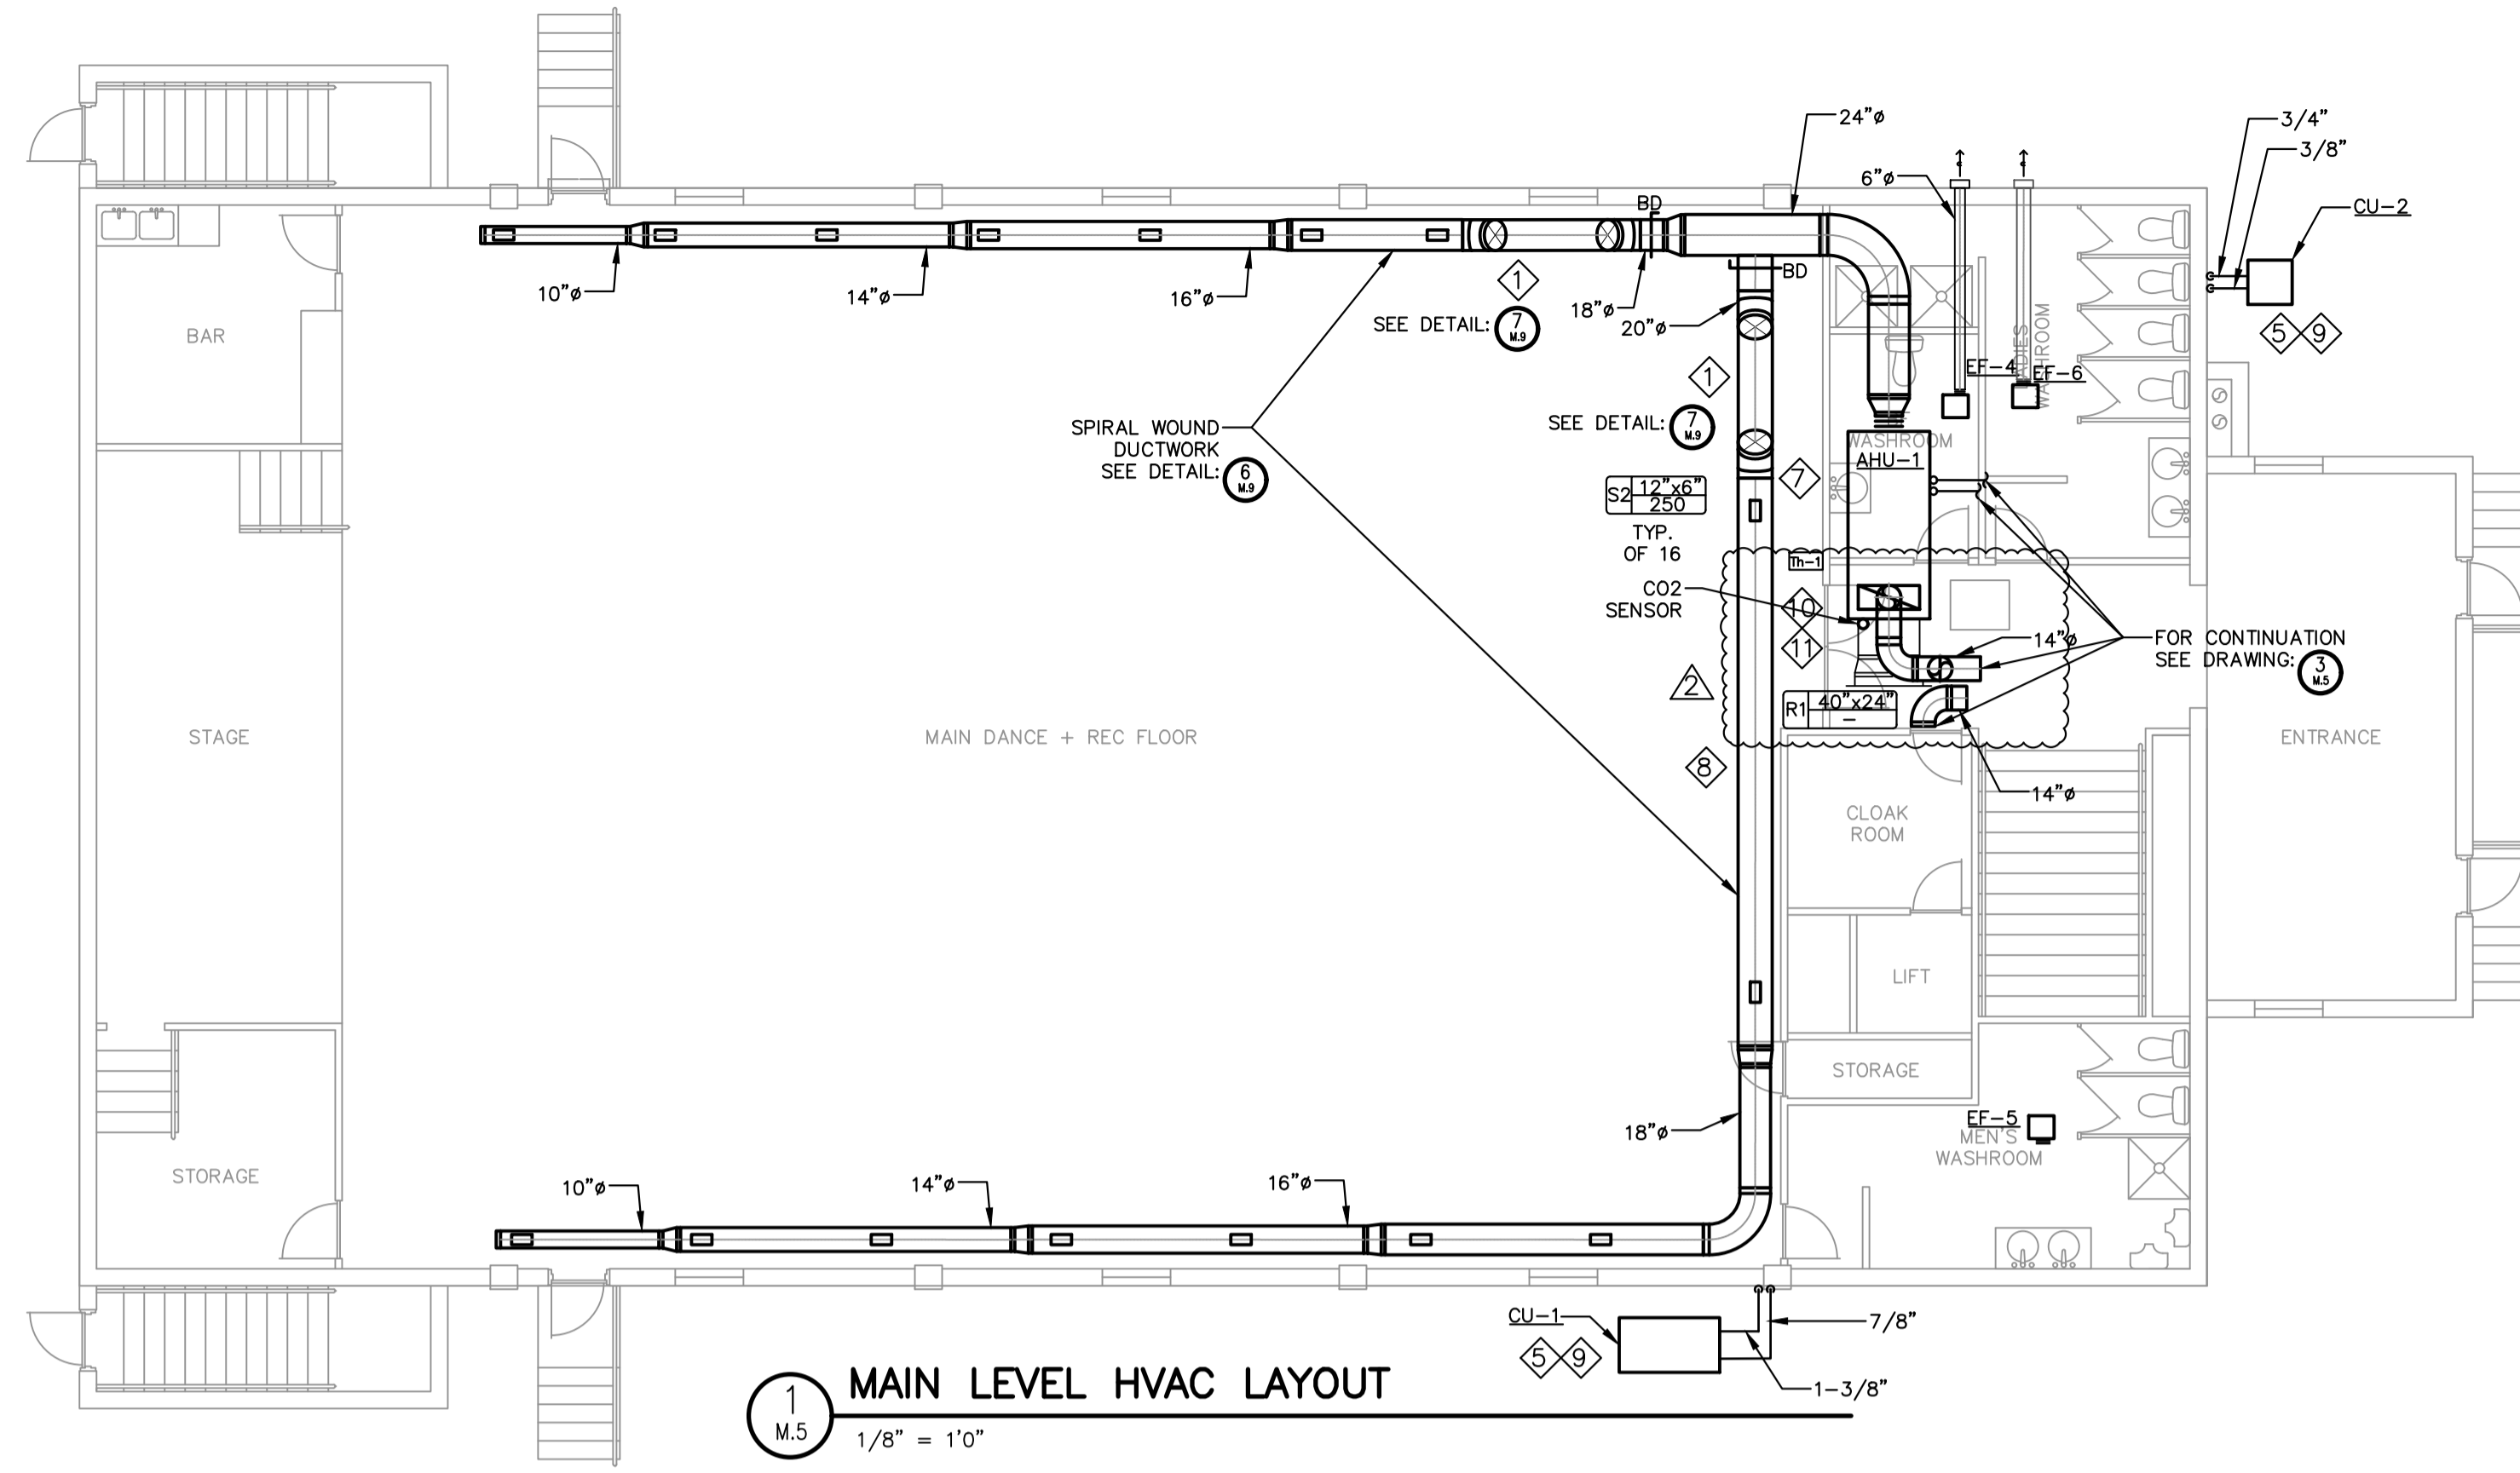 24"ø
3/4"
3/8"
6"ø
CU-2
BD
BD
10"ø
14"ø
16"ø
1
18"ø
20"ø
SEE DETAIL: 7
M.9
5 9
BAR
EF-4
EF-6
LADIES
WASHROOM
1
SEE DETAIL: 7
M.9
SPIRAL WOUND
DUCTWORK
SEE DETAIL: 6
M.9
WASHROOM
AHU-1
7
S2 12"x6"
250
TYP.
OF 16
Th-1
CO2
SENSOR
10
11
14"ø
FOR CONTINUATION
SEE DRAWING: 3
M.5
2
R1 40"x24"
-
STAGE
MAIN DANCE + REC FLOOR
ENTRANCE
8
14"ø
CLOAK
ROOM
LIFT
STORAGE
EF-5
MEN'S
WASHROOM
18"ø
STORAGE
10"ø
14"ø
16"ø
CU-1
7/8"
5 9
1-3/8"
1
M.5
MAIN LEVEL HVAC LAYOUT
1/8" = 1'0"